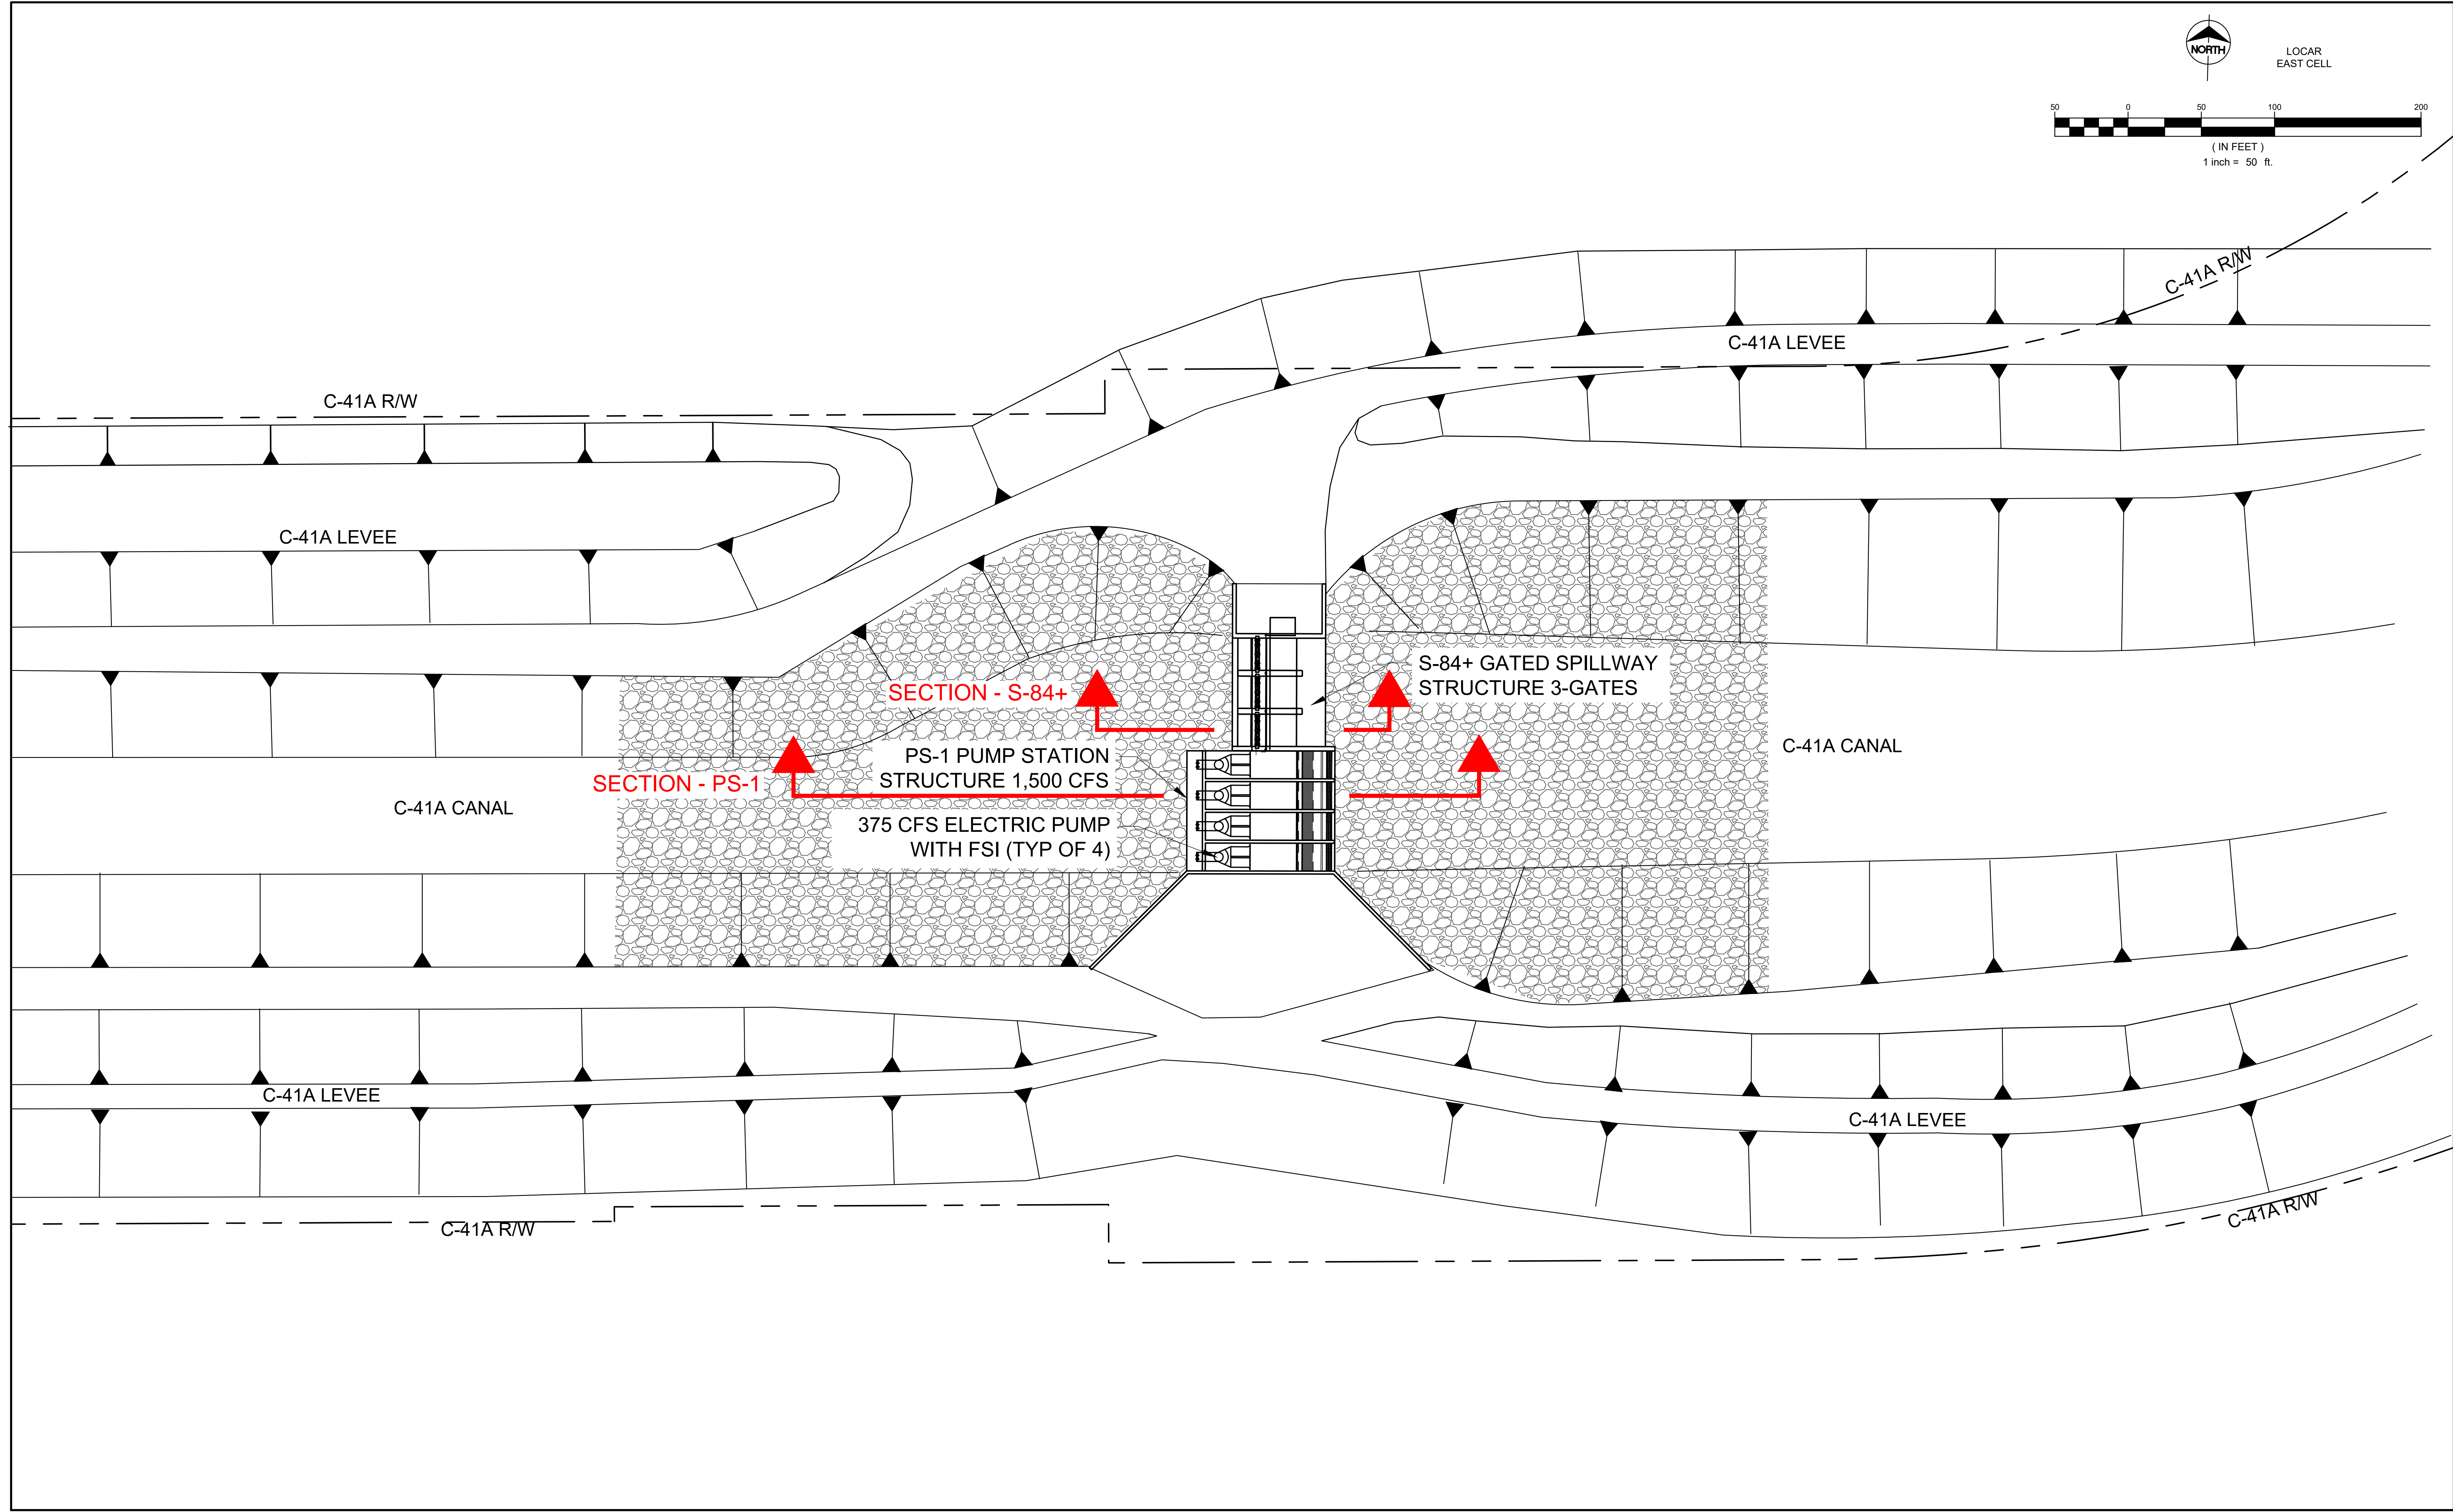 NORTH
LOCAR
EAST CELL
50 0 50 100 200
( IN FEET )
1 inch = 50 ft.
C-41A R/W
C-41A LEVEE
C-41A R/W
C-41A LEVEE
S-84+ GATED SPILLWAY
STRUCTURE 3-GATES
SECTION - S-84+
C-41A CANAL
PS-1 PUMP STATION
STRUCTURE 1,500 CFS
SECTION - PS-1
C-41A CANAL
375 CFS ELECTRIC PUMP
WITH FSI (TYP OF 4)
C-41A LEVEE
C-41A LEVEE
C-41A R/W
C-41A R/W